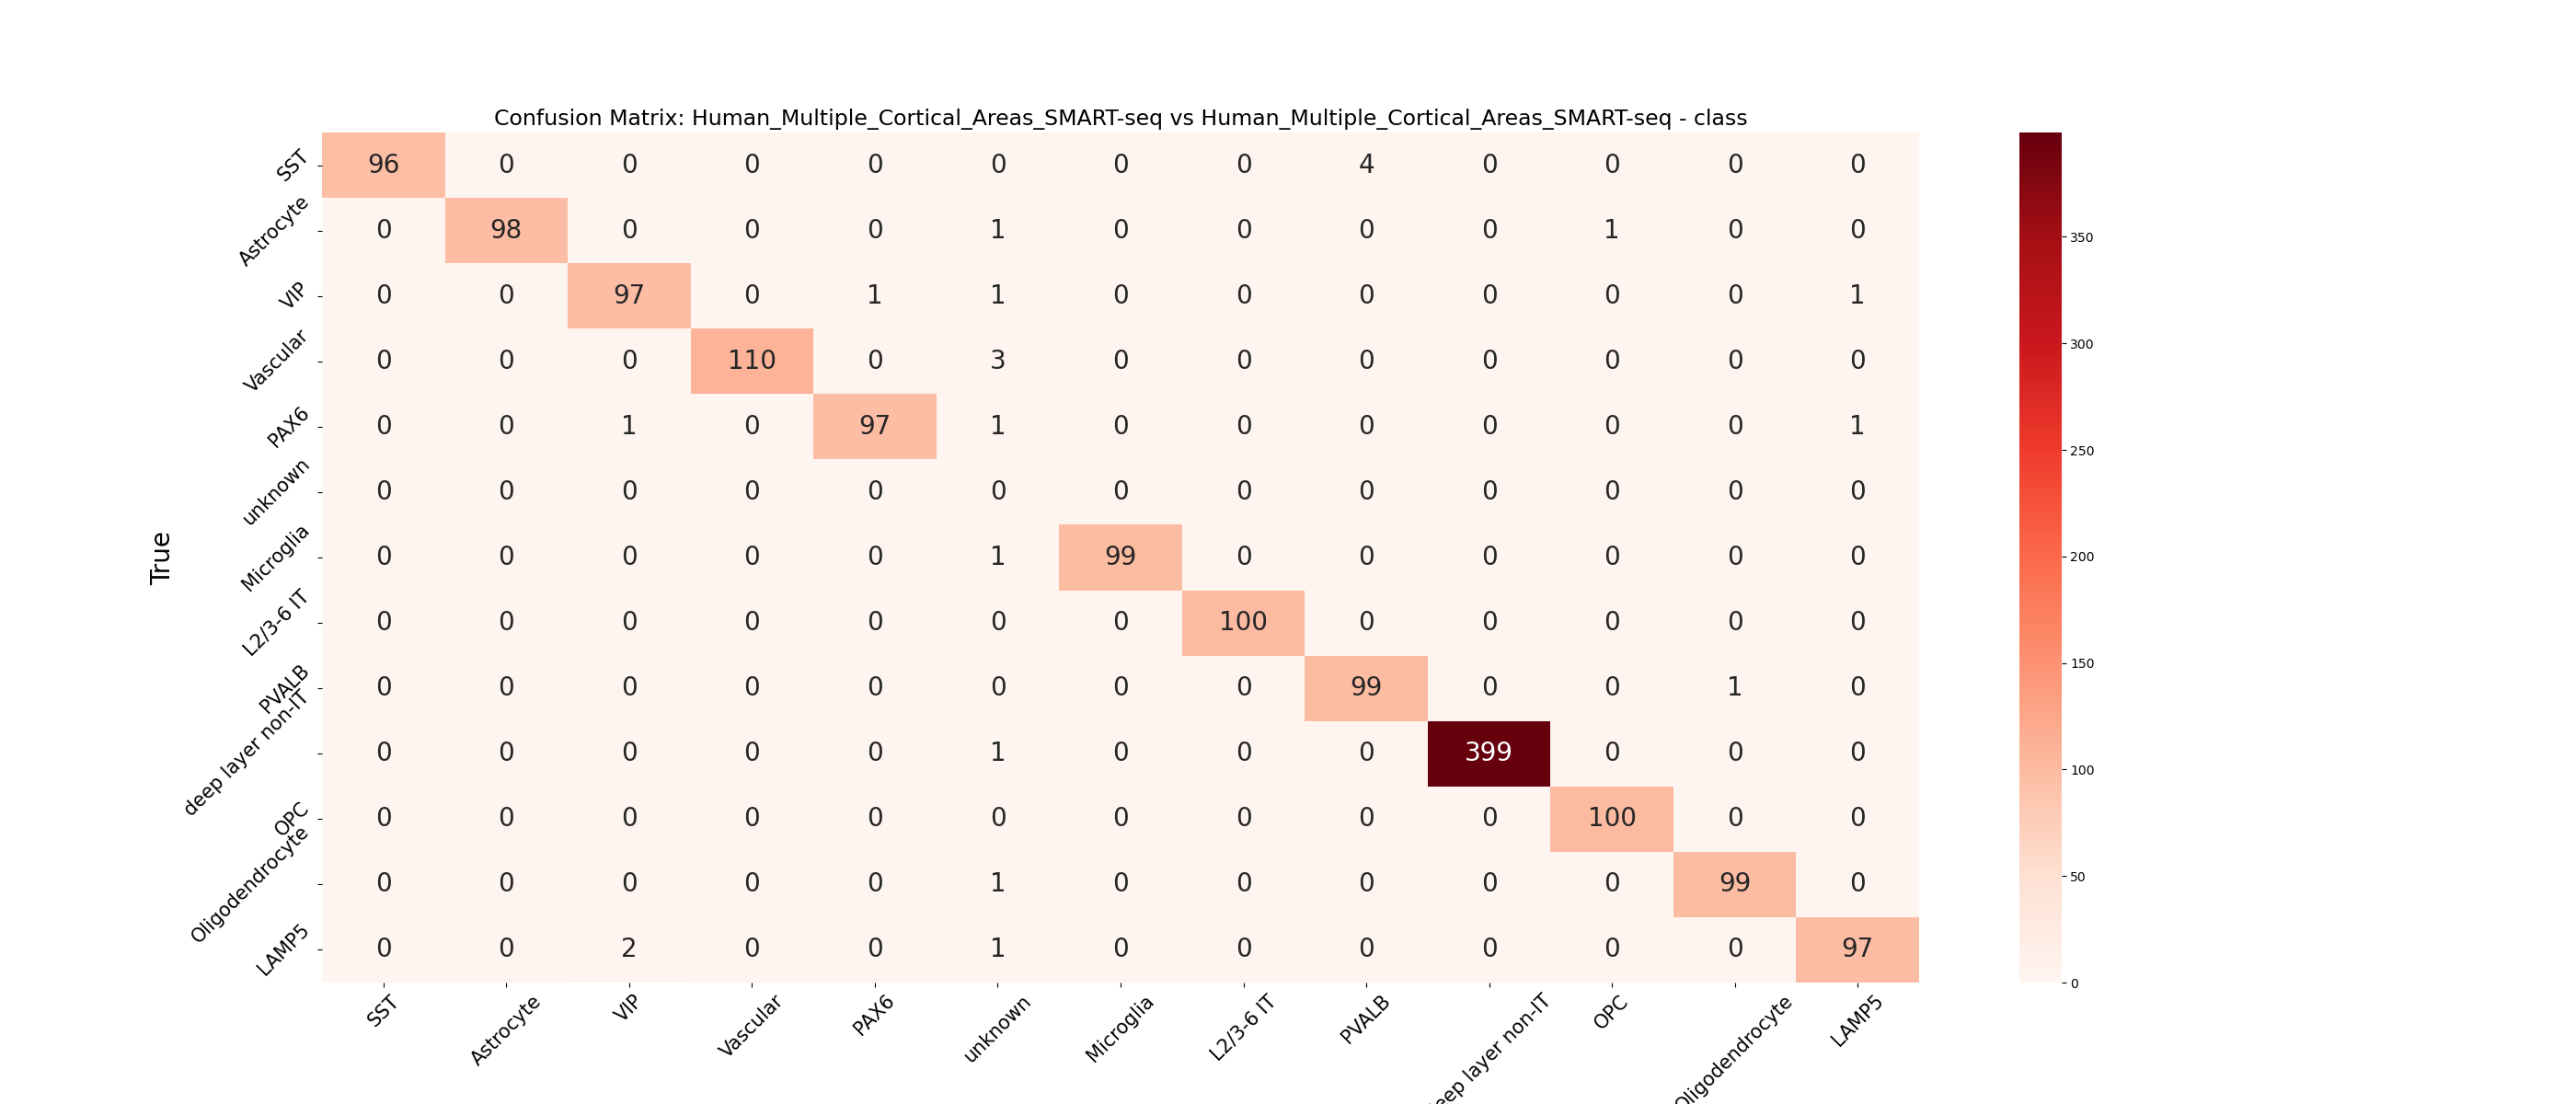 Confusion Matrix: Human_Multiple_Cortical_Areas_SMART-seq vs Human_Multiple_Cortical_Areas_SMART-seq - class
SST 96 0 0 0 0 0 0 0 4 0 0 0 0
Astrocyte 0 98 0 0 0 1 0 0 0 0 1 0 0
VIP 0 0 97 0 1 1 0 0 0 0 0 0 1
Vascular 0 0 0 110 0 3 0 0 0 0 0 0 0
PAX6 0 0 1 0 97 1 0 0 0 0 0 0 1
unknown 0 0 0 0 0 0 0 0 0 0 0 0 0
Microglia 0 0 0 0 0 1 99 0 0 0 0 0 0
L2/3-6 IT 0 0 0 0 0 0 0 100 0 0 0 0 0
PVALB 0 0 0 0 0 0 0 0 99 0 0 1 0
deep layer non-IT 0 0 0 0 0 1 0 0 0 399 0 0 0
OPC 0 0 0 0 0 0 0 0 0 0 100 0 0
Oligodendrocyte 0 0 0 0 0 1 0 0 0 0 0 99 0
LAMP5 0 0 2 0 0 1 0 0 0 0 0 0 97
True
SST Astrocyte VIP Vascular PAX6 unknown Microglia L2/3-6 IT PVALB eep layer non-IT OPC Oligodendrocyte LAMP5
350
300
250
200
150
100
50
0